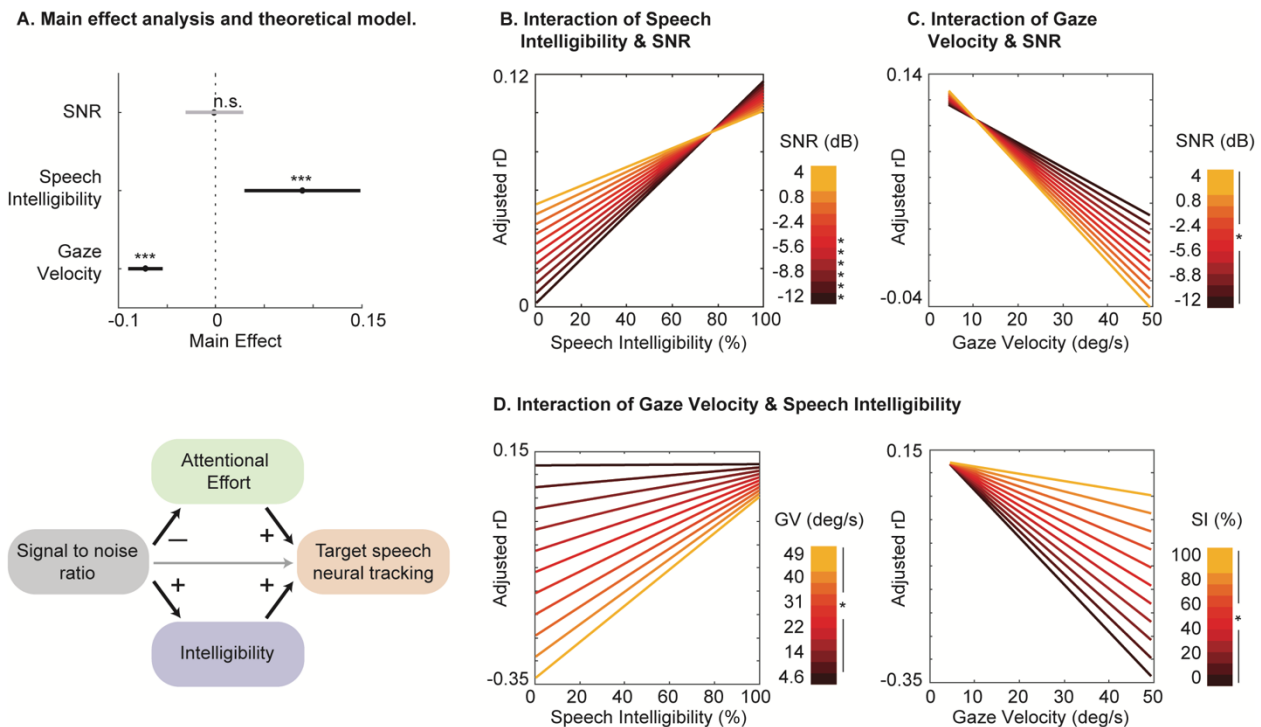 A. Main effect analysis and theoretical model.
n.s.
SNR
***
Speech
Intelligibility
***
Gaze
Velocity
-0.1
0
0.15
Main Effect
Attentional
Effort
Signal to noise
ratio
−
+
+
+
Target speech
neural tracking
Intelligibility
B. Interaction of Speech
Intelligibility & SNR
0.12
Adjusted rD
0
0 20 40 60 80 100
Speech Intelligibility (%)
SNR (dB)
4
0.8
-2.4
-5.6
-8.8
-12
*
*
*
*
*
*
C. Interaction of Gaze
Velocity & SNR
0.14
Adjusted rD
-0.04
0 10 20 30 40 50
Gaze Velocity (deg/s)
SNR (dB)
4
0.8
-2.4
-5.6
-8.8
-12
*
D. Interaction of Gaze Velocity & Speech Intelligibility
0.15
Adjusted rD
-0.35
0 20 40 60 80 100
Speech Intelligibility (%)
GV (deg/s)
49
40
31
22
14
4.6
*
0.15
Adjusted rD
-0.35
0 10 20 30 40 50
Gaze Velocity (deg/s)
SI (%)
100
80
60
40
20
0
*